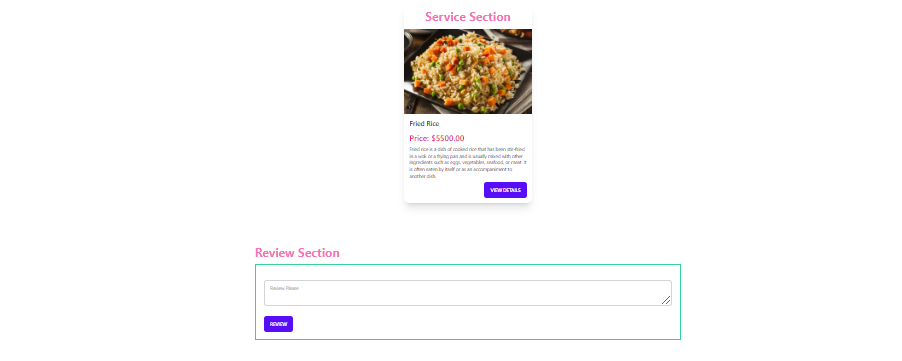 Service Section
Fried Rice
Price: $5500.00
Fried rice is a dish of cooked rice that has been stir-fried
in a wok or a frying pan and is usually mixed with other
ingredients such as eggs, vegetables, seafood, or meat. It
is often eaten by itself or as an accompaniment to
another dish.
VIEW DETAILS
Review Section
Review Please
REVIEW